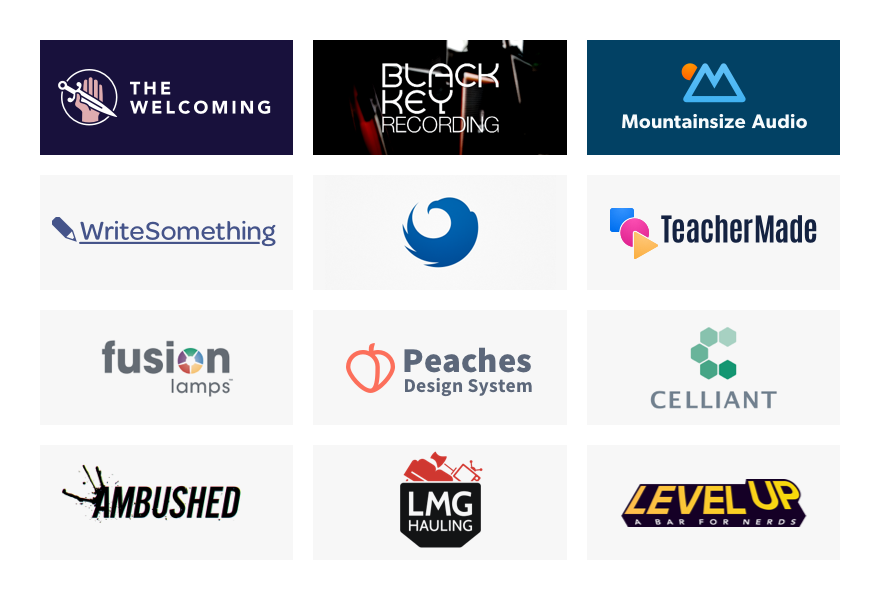 THE
WELCOMING
BLACK
KEY
RECORDING
Mountainsize Audio
WriteSomething
TeacherMade
fusion
lamps™
Peaches
Design System
CELLIANT
AMBUSHED
LMG
HAULING
LEVEL UP
A BAR FOR NERDS